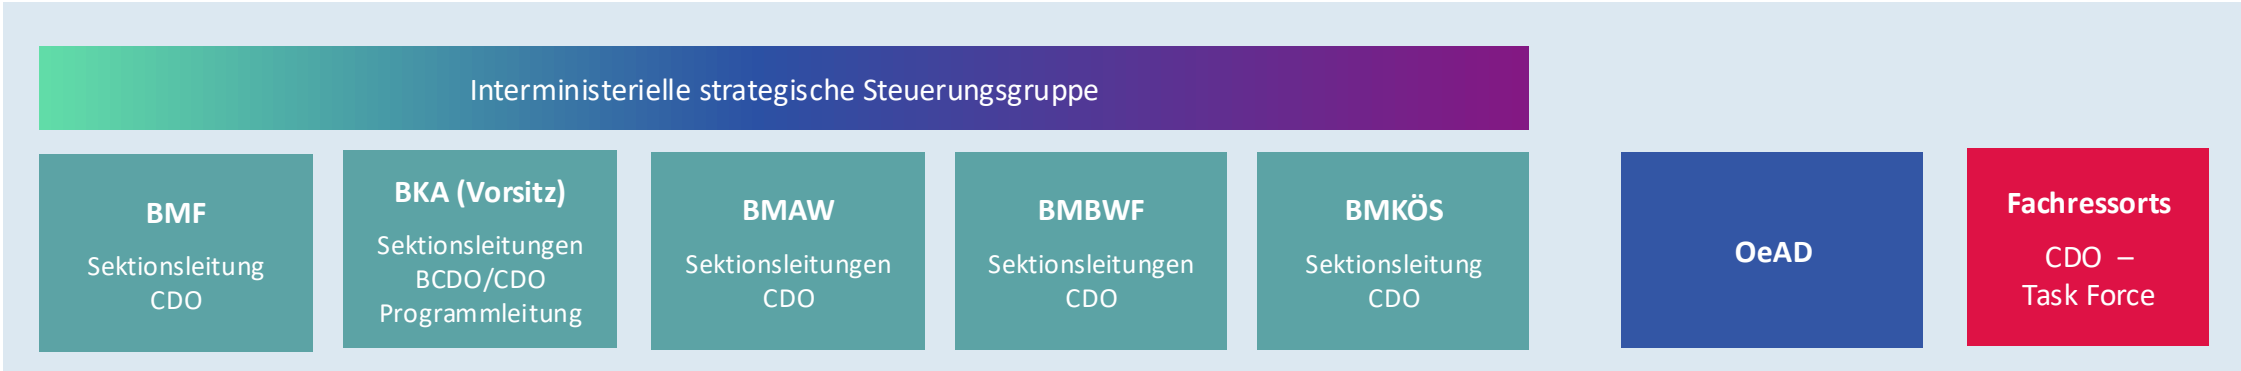 Interministerielle strategische Steuerungsgruppe
BMF
Sektionsleitung
CDO
BKA (Vorsitz)
Sektionsleitungen
BCDO/CDO
Programmleitung
BMAW
Sektionsleitungen
CDO
BMBWF
Sektionsleitungen
CDO
BMKÖS
Sektionsleitung
CDO
OeAD
Fachressorts
CDO –
Task Force